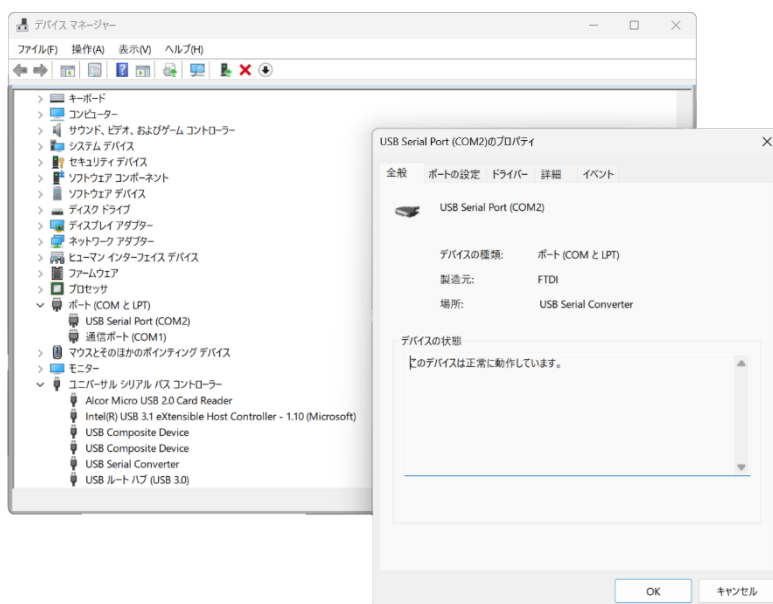 デバイス マネージャー
ファイル(F) 操作(A) 表示(V) ヘルプ(H)
キーボード
コンピューター
サウンド、ビデオ、およびゲーム コントローラー
システム デバイス
セキュリティ デバイス
ソフトウェア コンポーネント
ソフトウェア デバイス
ディスク ドライブ
ディスプレイ アダプター
ネットワーク アダプター
ヒューマン インターフェイス デバイス
ファームウェア
プロセッサ
ポート (COM と LPT)
USB Serial Port (COM2)
通信ポート (COM1)
マウスとそのほかのポインティング デバイス
モニター
ユニバーサル シリアル バス コントローラー
Alcor Micro USB 2.0 Card Reader
Intel(R) USB 3.1 eXtensible Host Controller - 1.10 (Microsoft)
USB Composite Device
USB Composite Device
USB Serial Converter
USB ルート ハブ (USB 3.0)
USB Serial Port (COM2)のプロパティ
全般 ポートの設定 ドライバー 詳細 イベント
USB Serial Port (COM2)
デバイスの種類: ポート (COM と LPT)
製造元: FTDI
場所: USB Serial Converter
デバイスの状態
このデバイスは正常に動作しています。
OK キャンセル